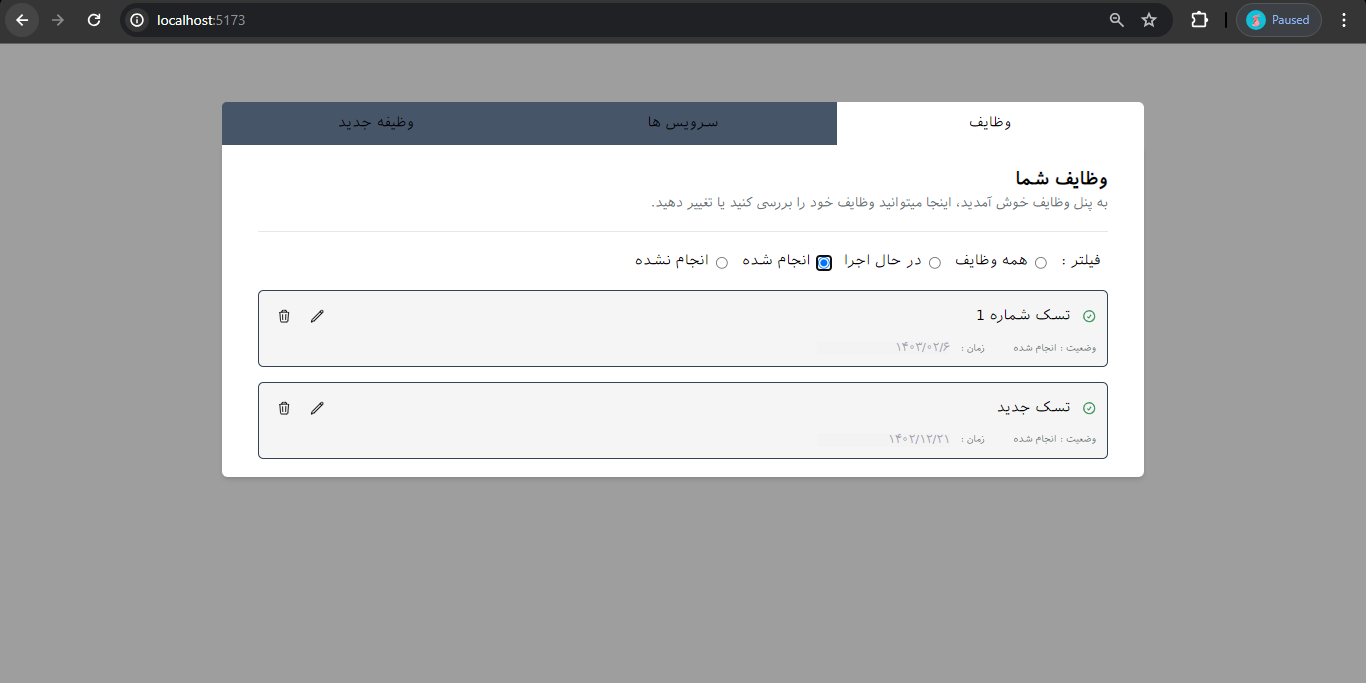 localhost:5173
Paused
وظایف
سرویس ها
وظیفه جدید
وظایف شما
به پنل وظایف خوش آمدید، اینجا میتوانید وظایف خود را بررسی کنید یا تغییر دهید.
فیلتر : همه وظایف در حال اجرا انجام شده انجام نشده
تسک شماره 1
وضعیت : انجام شده زمان : ۱۴۰۳/۰۲/۶
تسک جدید
وضعیت : انجام شده زمان : ۱۴۰۲/۱۲/۲۱